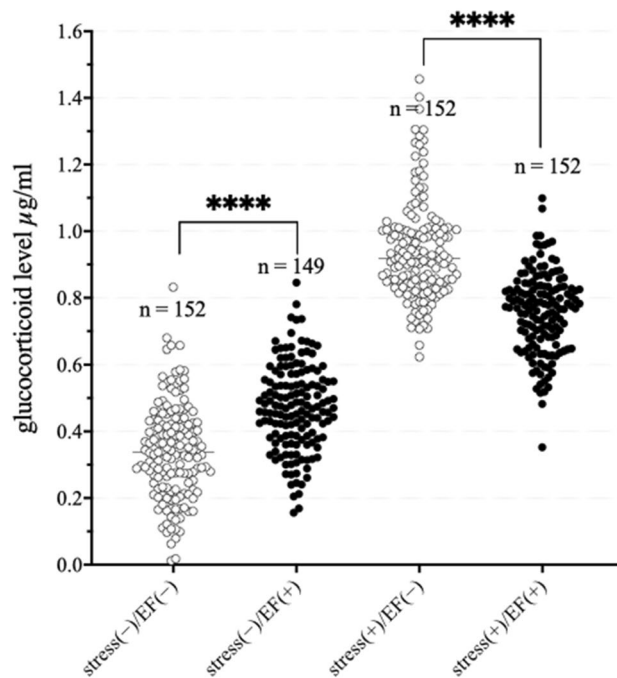 glucocorticoid level µg/ml
1.6
1.4
1.2
1.0
0.8
0.6
0.4
0.2
0.0
****
****
n = 152
n = 149
n = 152
n = 152
stress(−)/EF(−)
stress(−)/EF(+)
stress(+)/EF(−)
stress(+)/EF(+)